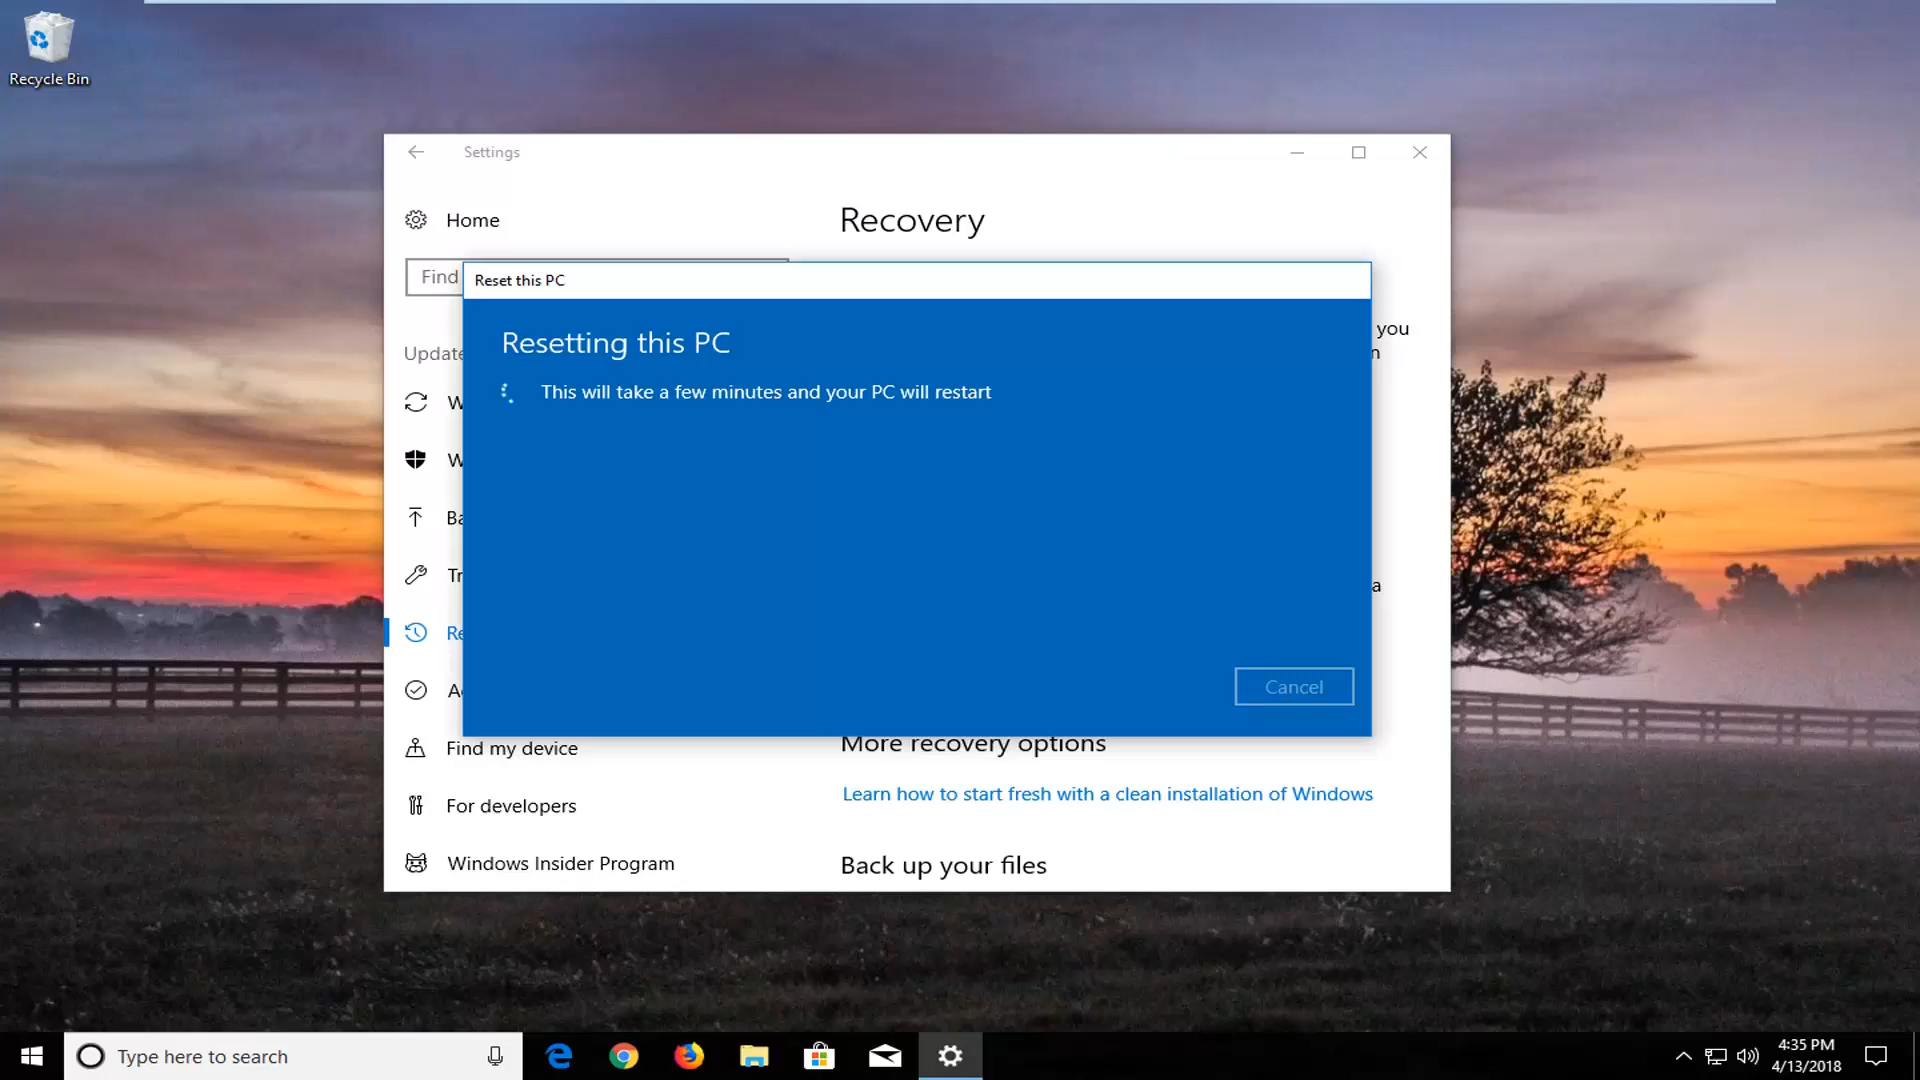 Recycle Bin
Settings
Home
Recovery
Find
Reset this PC
Resetting this PC
This will take a few minutes and your PC will restart
you
n
Update
W
W
Ba
Tr
a
Re
A
Cancel
Find my device
More recovery options
Learn how to start fresh with a clean installation of Windows
For developers
Windows Insider Program
Back up your files
Type here to search
4:35 PM
4/13/2018